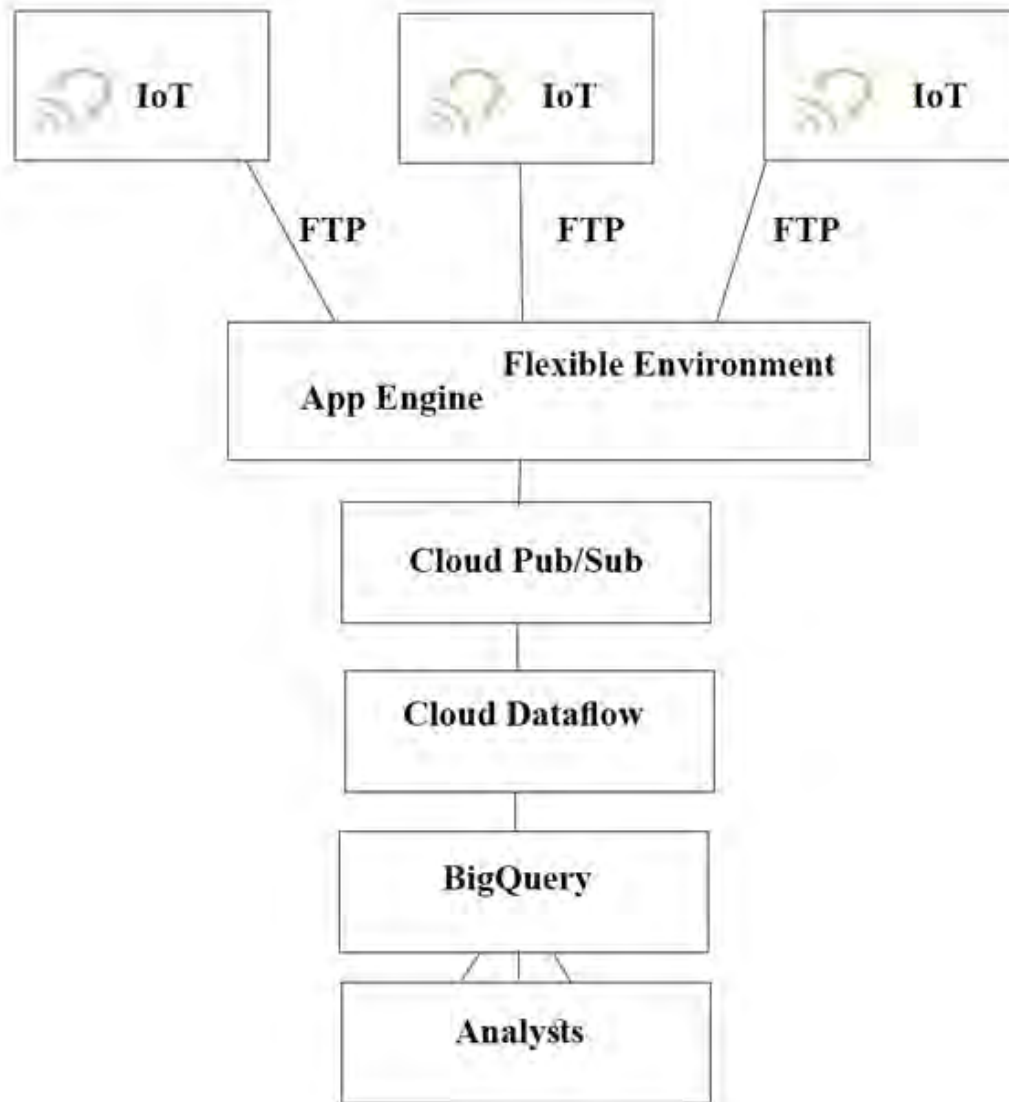 IoT
IoT
IoT
FTP
FTP
FTP
Flexible Environment
App Engine
Cloud Pub/Sub
Cloud Dataflow
BigQuery
Analysts